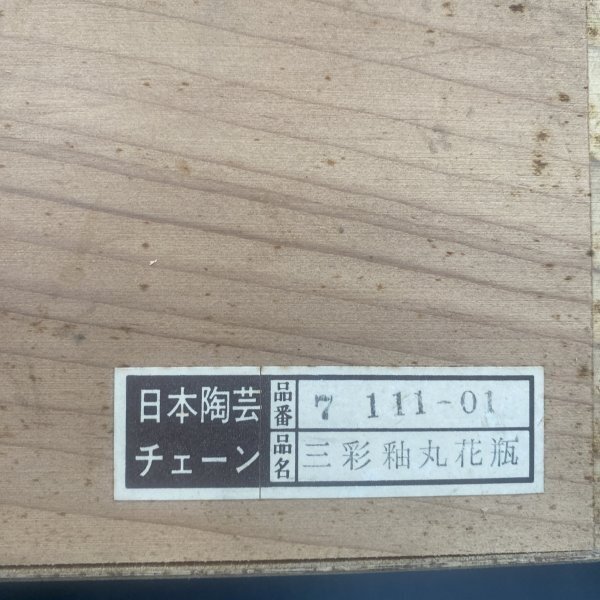 日本陶芸
チェーン
品番 7 111-01
品名 三彩釉丸花瓶